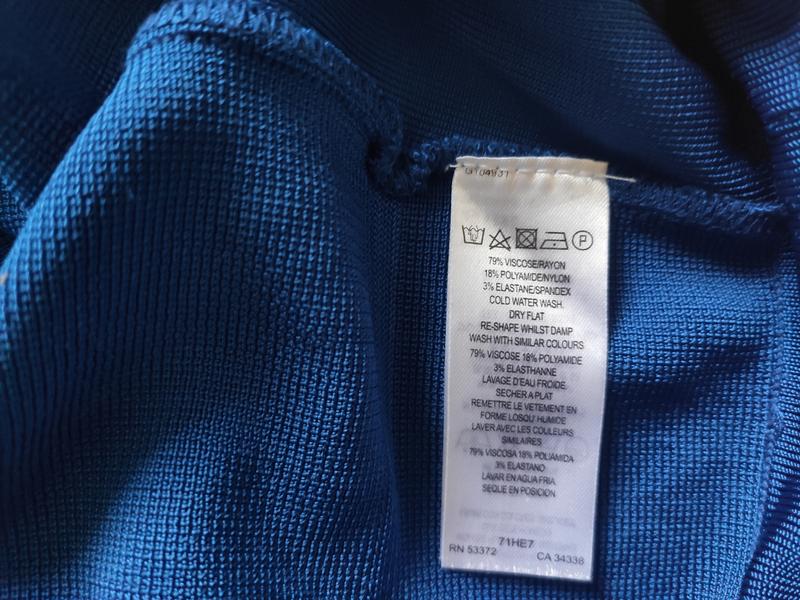 79% VISCOSE/RAYON
18% POLYAMIDE/NYLON
3% ELASTANE/SPANDEX
COLD WATER WASH.
DRY FLAT
RE-SHAPE WHILST DAMP
WASH WITH SIMILAR COLOURS
79% VISCOSE 18% POLYAMIDE
3% ELASTHANNE
LAVAGE D'EAU FROIDE
SECHER A PLAT
REMETTRE LE VETEMENT EN
FORME LORSQU' HUMIDE
LAVER AVEC LES COULEURS
SIMILAIRES
79% VISCOSA 18% POLIAMIDA
3% ELASTANO
LAVAR EN AGUA FRIA
SEQUE EN POSICION
71HE7
RN 53372 CA 34338